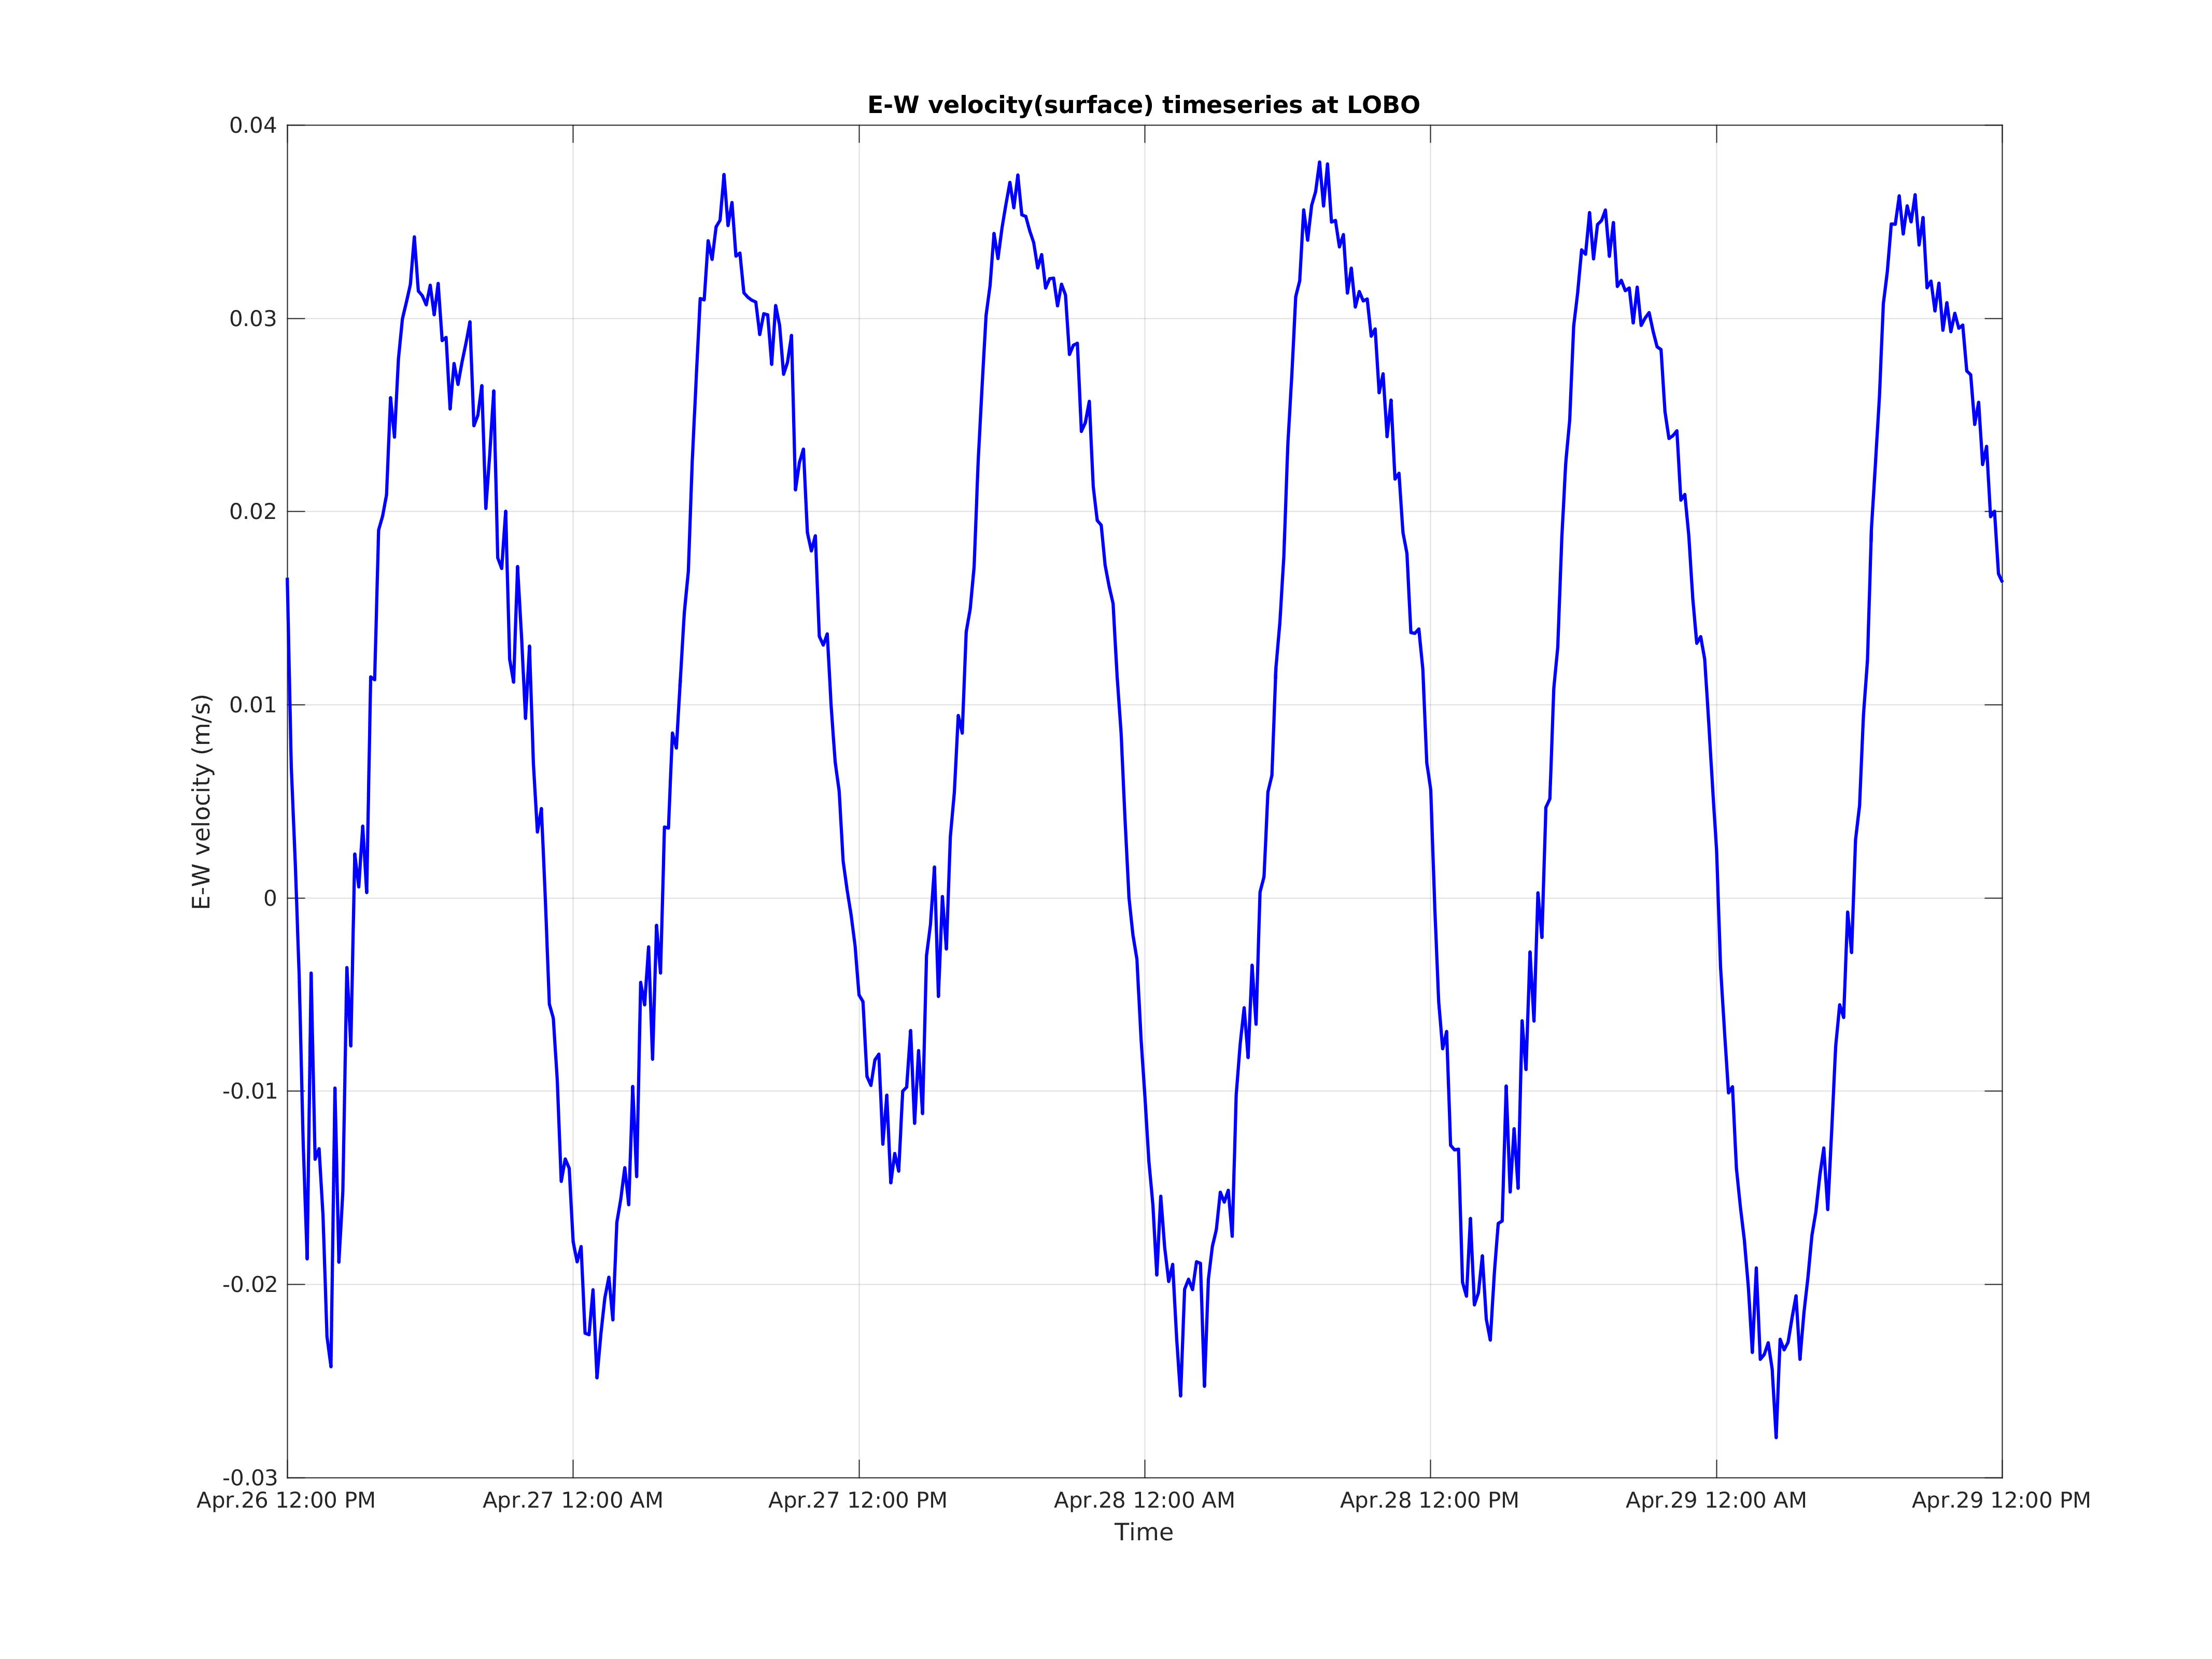 E-W velocity(surface) timeseries at LOBO
0.04
0.03
0.02
0.01
0
-0.01
-0.02
-0.03
E-W velocity (m/s)
Apr.26 12:00 PM
Apr.27 12:00 AM
Apr.27 12:00 PM
Apr.28 12:00 AM
Apr.28 12:00 PM
Apr.29 12:00 AM
Apr.29 12:00 PM
Time